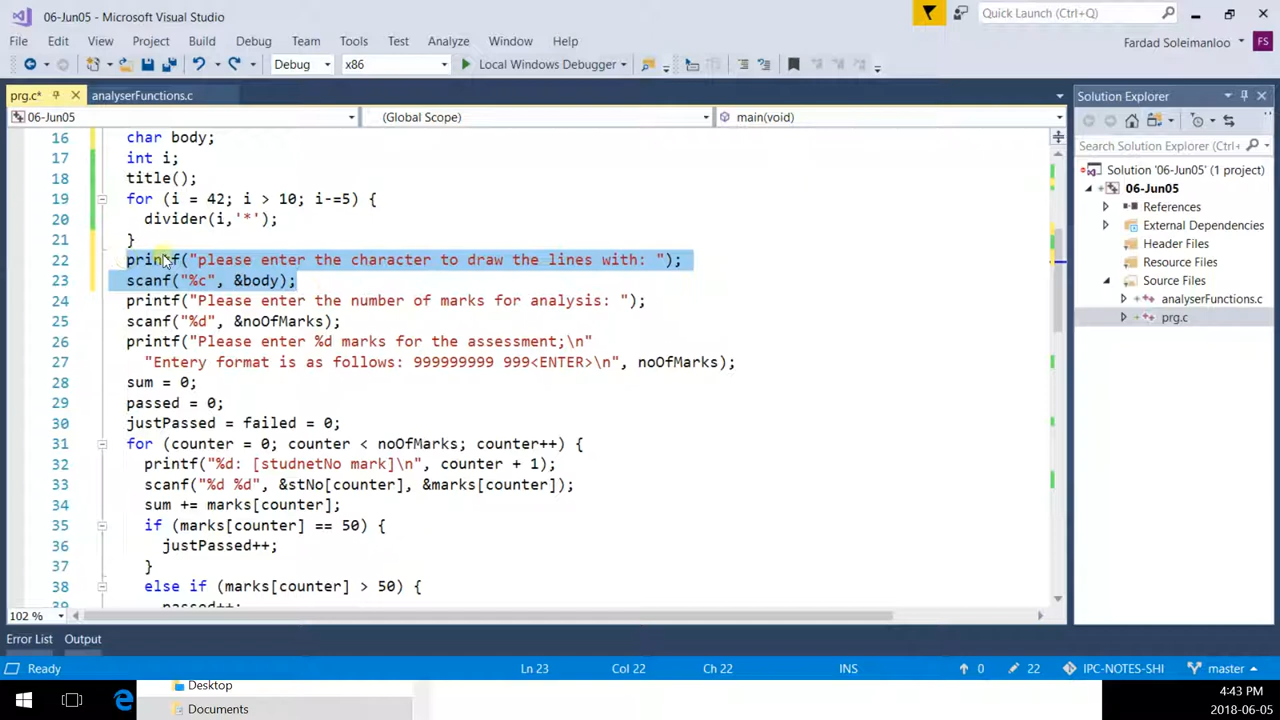 06-Jun05 - Microsoft Visual Studio
Quick Launch (Ctrl+Q)
File Edit View Project Build Debug Team Tools Test Analyze Window Help
Fardad Soleimanloo FS
Debug x86 Local Windows Debugger
prg.c* analyserFunctions.c
Solution Explorer
06-Jun05 (Global Scope) main(void)
Search Solution Explorer (Ctrl+
Solution '06-Jun05' (1 project)
06-Jun05
References
External Dependencies
Header Files
Resource Files
Source Files
analyserFunctions.c
prg.c
16 char body;
17 int i;
18 title();
19 for (i = 42; i > 10; i-=5) {
20 divider(i,'*');
21 }
22 printf("please enter the character to draw the lines with: ");
23 scanf("%c", &body);
24 printf("Please enter the number of marks for analysis: ");
25 scanf("%d", &noOfMarks);
26 printf("Please enter %d marks for the assessment;\n"
27 "Entery format is as follows: 999999999 999<ENTER>\n", noOfMarks);
28 sum = 0;
29 passed = 0;
30 justPassed = failed = 0;
31 for (counter = 0; counter < noOfMarks; counter++) {
32 printf("%d: [studnetNo mark]\n", counter + 1);
33 scanf("%d %d", &stNo[counter], &marks[counter]);
34 sum += marks[counter];
35 if (marks[counter] == 50) {
36 justPassed++;
37 }
38 else if (marks[counter] > 50) {
39 passed++;
102 %
Error List Output
Ready Ln 23 Col 22 Ch 22 INS 0 22 IPC-NOTES-SHI master
Desktop
Documents
4:43 PM
2018-06-05